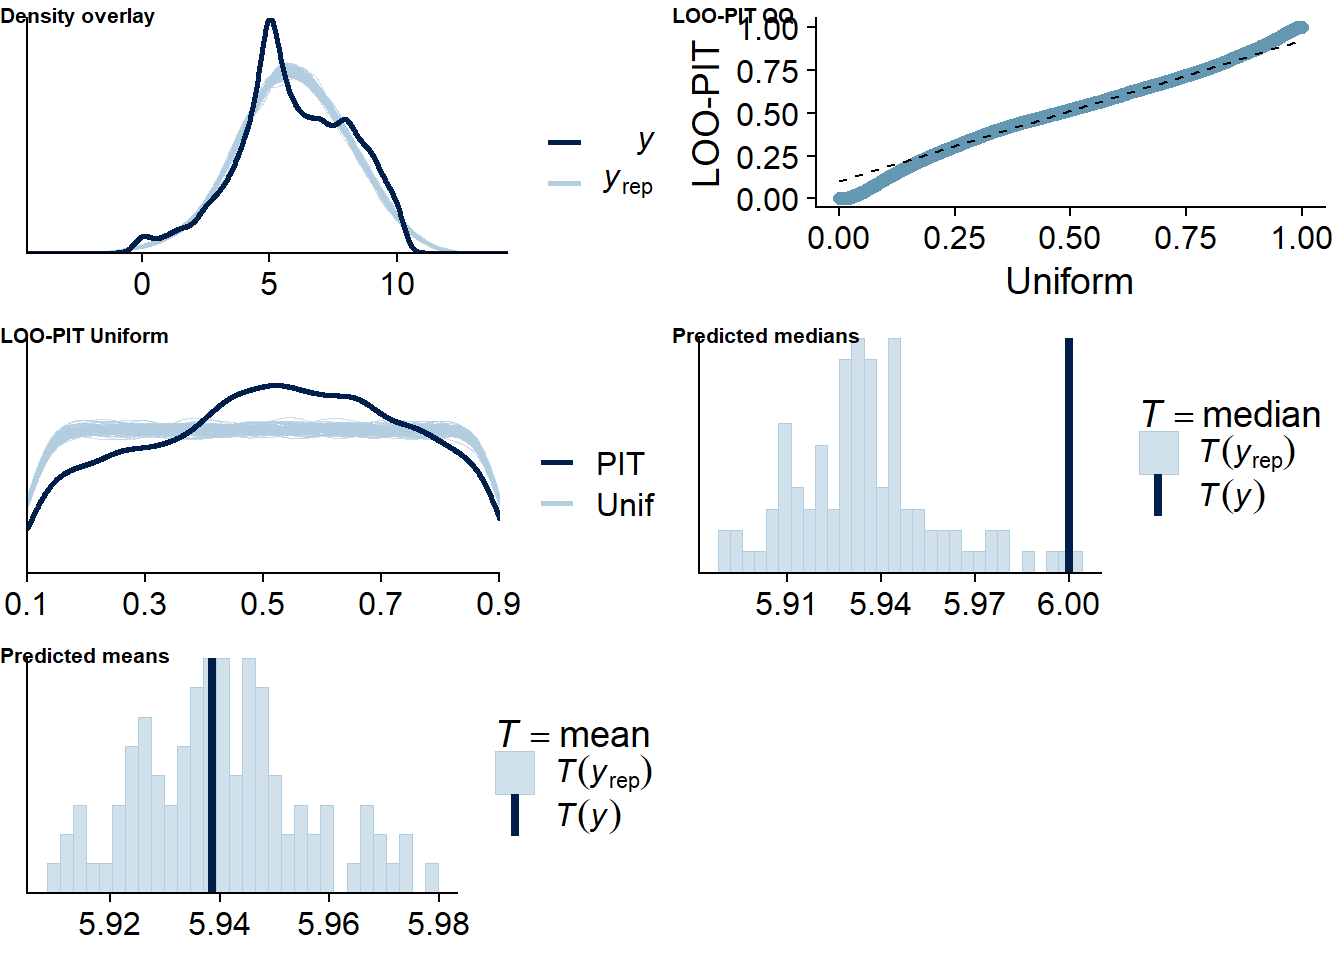 Density overlay
y
yrep
0 5 10
LOO-PIT QQ
LOO-PIT
1.00
0.75
0.50
0.25
0.00
0.00 0.25 0.50 0.75 1.00
Uniform
LOO-PIT Uniform
PIT
Unif
0.1 0.3 0.5 0.7 0.9
Predicted medians
T = median
T(yrep)
T(y)
5.91 5.94 5.97 6.00
Predicted means
T = mean
T(yrep)
T(y)
5.92 5.94 5.96 5.98